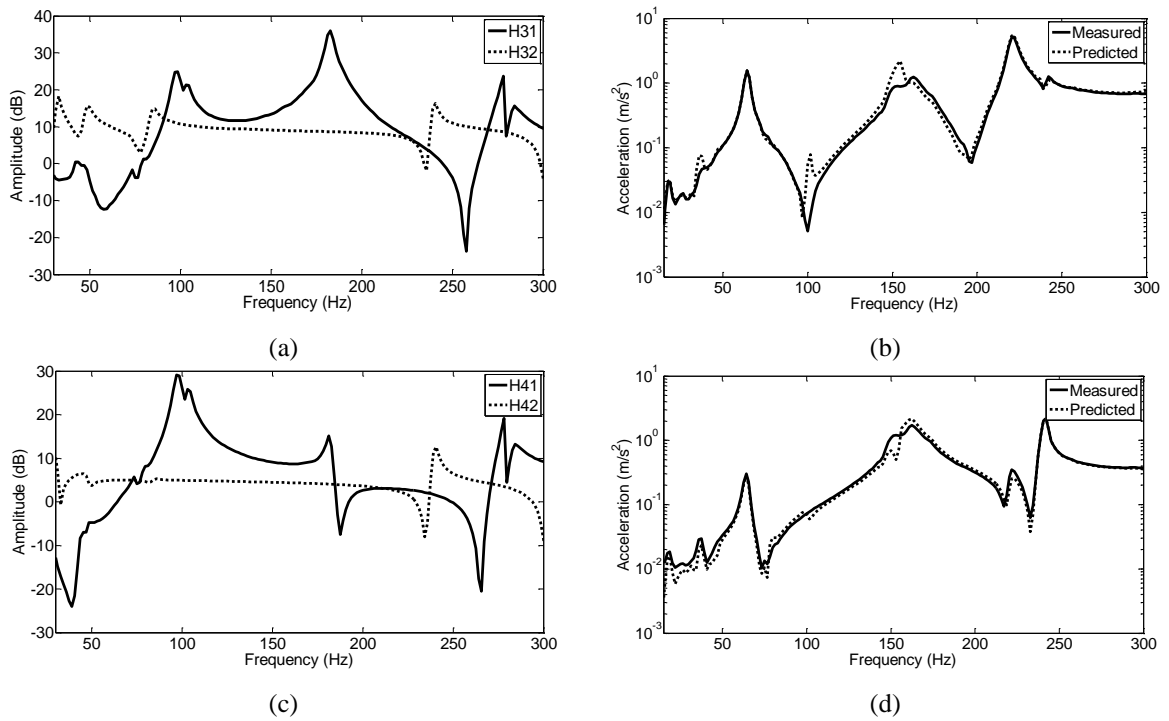 40
30
20
10
0
-10
-20
-30
Amplitude (dB)
50 100 150 200 250 300
Frequency (Hz)
H31
H32
(a)
10^1
10^0
10^-1
10^-2
10^-3
Acceleration (m/s^2)
50 100 150 200 250 300
Frequency (Hz)
Measured
Predicted
(b)
30
20
10
0
-10
-20
-30
Amplitude (dB)
50 100 150 200 250 300
Frequency (Hz)
H41
H42
(c)
10^1
10^0
10^-1
10^-2
10^-3
Acceleration (m/s^2)
50 100 150 200 250 300
Frequency (Hz)
Measured
Predicted
(d)